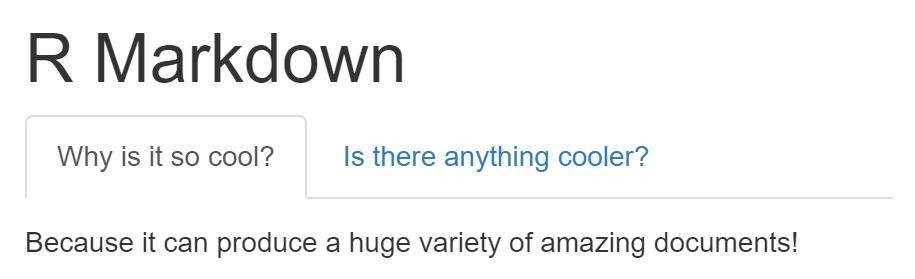 R Markdown
Why is it so cool? Is there anything cooler?
Because it can produce a huge variety of amazing documents!